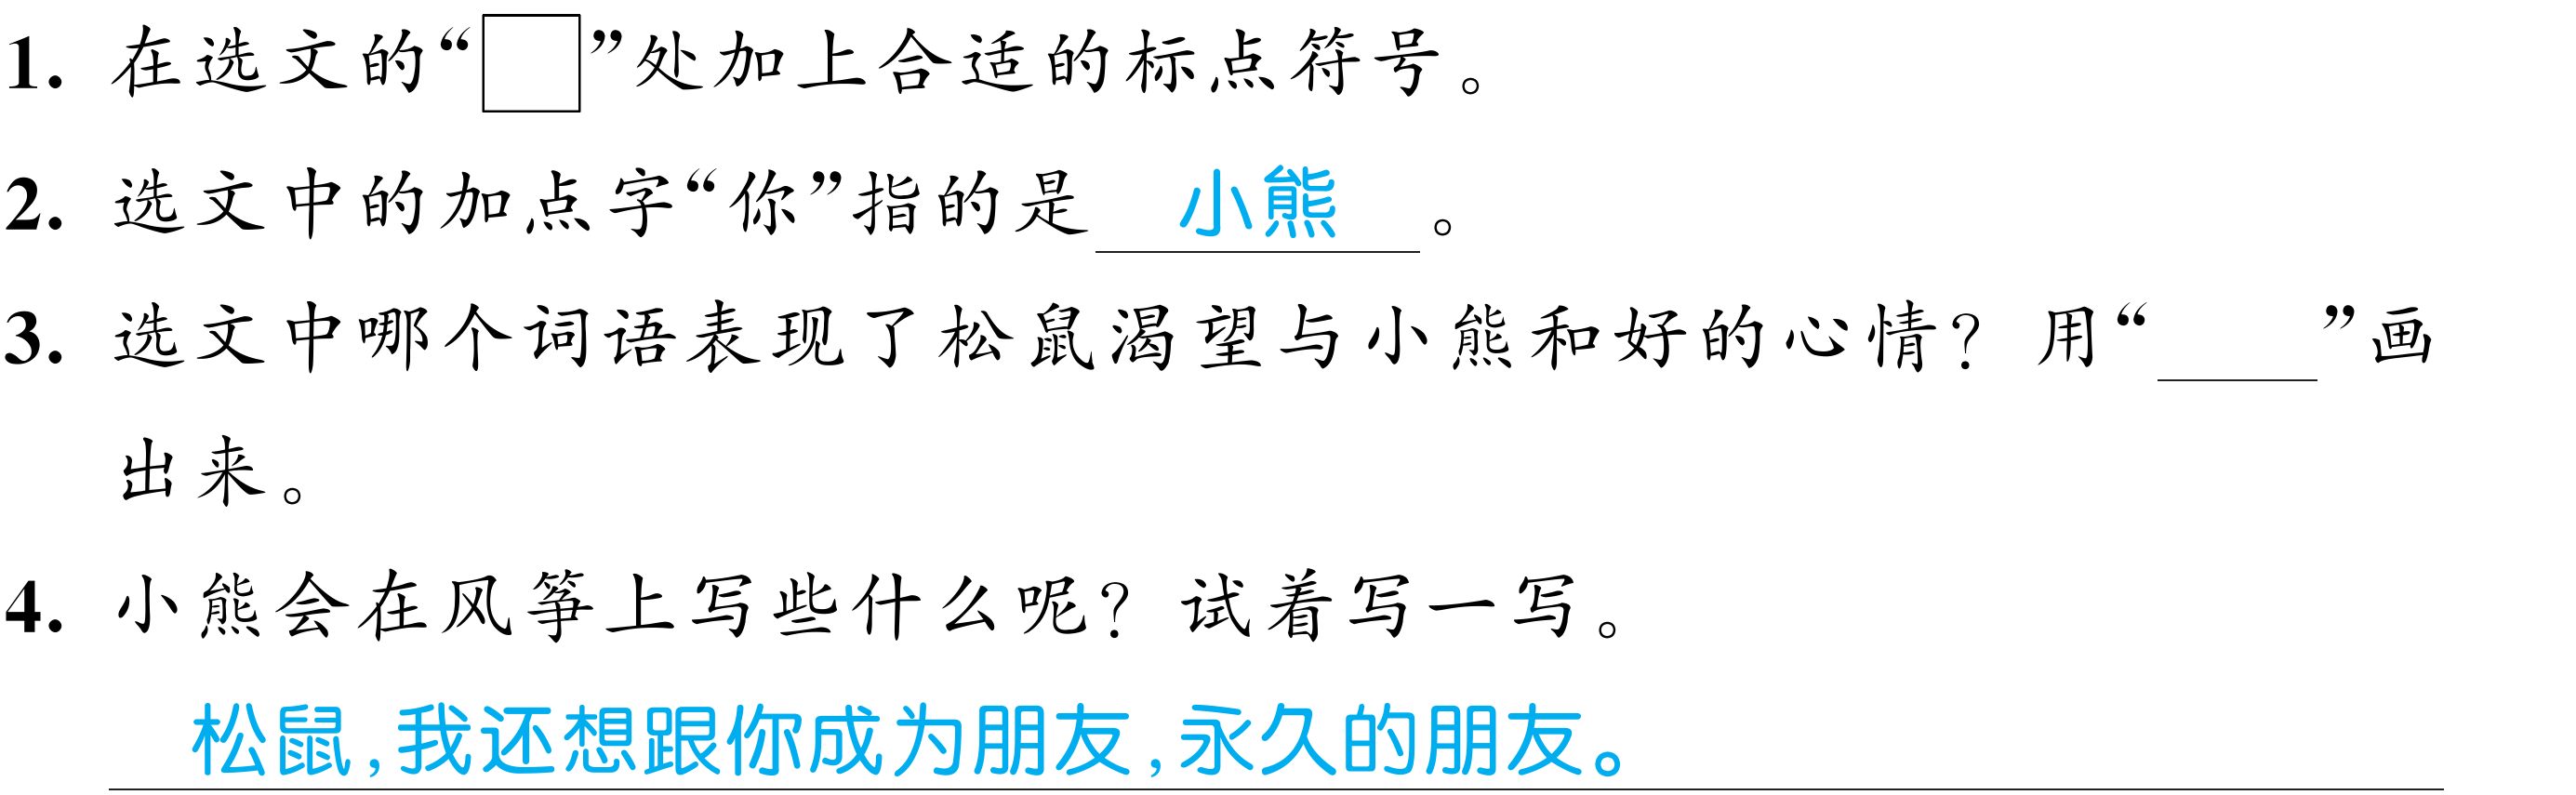 1. 在选文的“□”处加上合适的标点符号。
2. 选文中的加点字“你”指的是 小熊 。
3. 选文中哪个词语表现了松鼠渴望与小熊和好的心情？用“____”画
出来。
4. 小熊会在风筝上写些什么呢？试着写一写。
松鼠,我还想跟你成为朋友,永久的朋友。